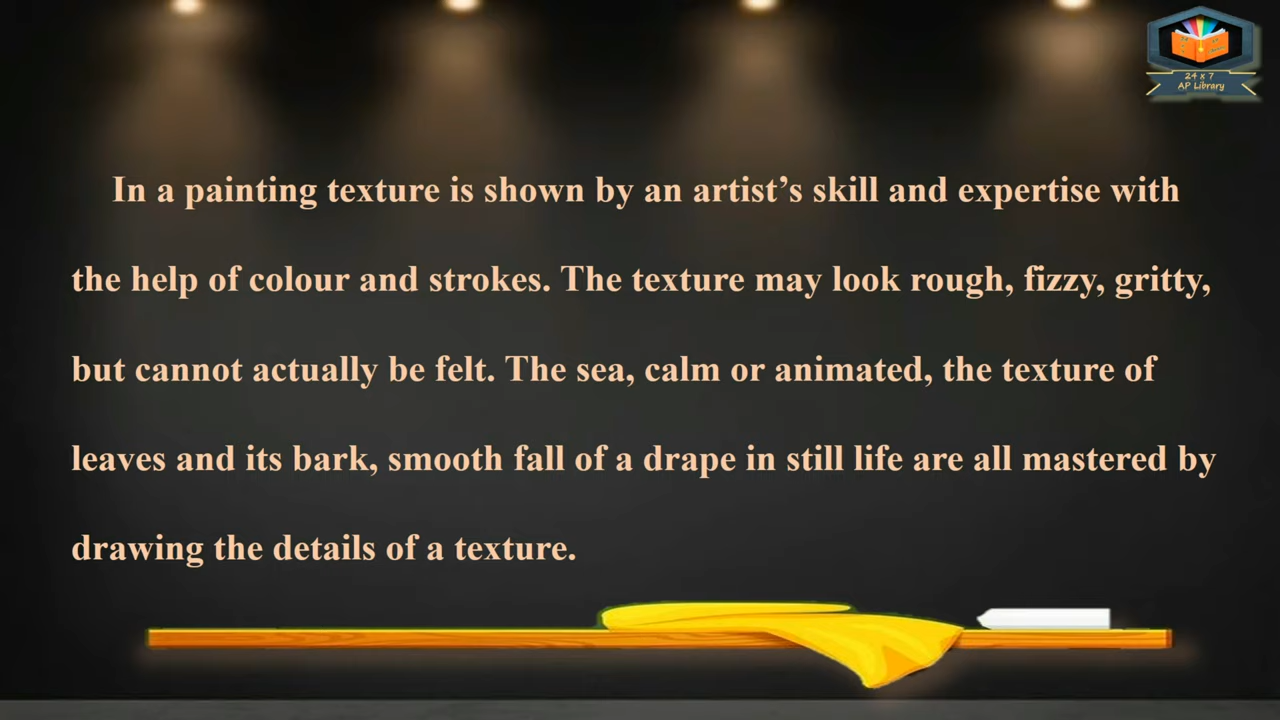 24 x 7
AP Library
In a painting texture is shown by an artist’s skill and expertise with
the help of colour and strokes. The texture may look rough, fizzy, gritty,
but cannot actually be felt. The sea, calm or animated, the texture of
leaves and its bark, smooth fall of a drape in still life are all mastered by
drawing the details of a texture.